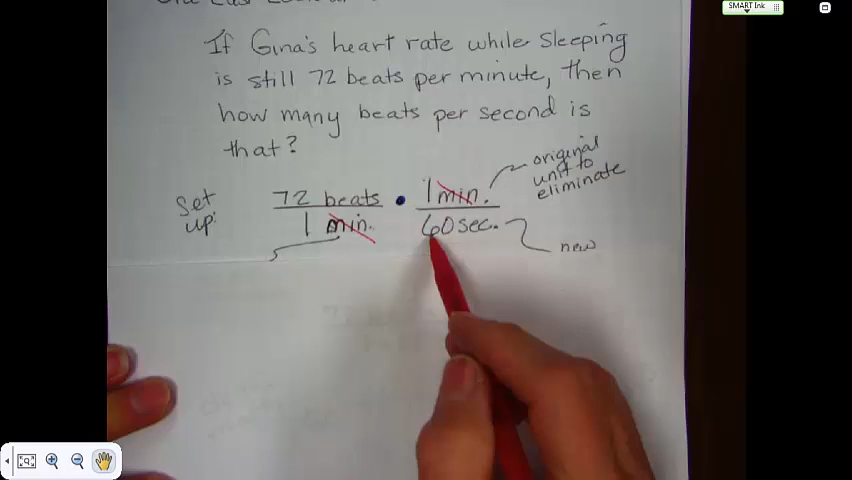 If Gina's heart rate while sleeping
is still 72 beats per minute, then
how many beats per second is
that?
Set
up:
72 beats
1 min.
•
1 min.
60 sec.
original
unit to
eliminate
new
SMART Ink